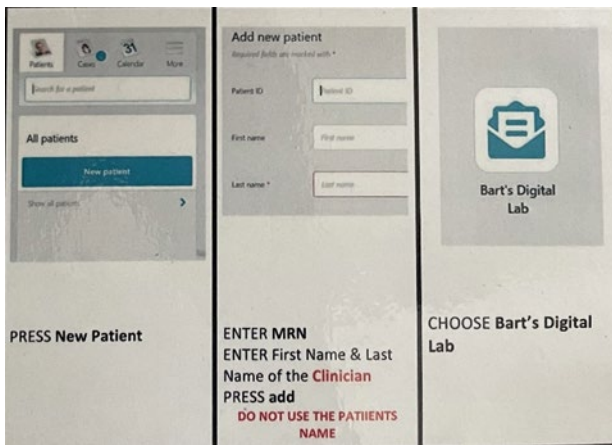 Patients
Cases
31
Calendar
More
Search for a patient
All patients
New patient
Show all patients
PRESS New Patient
Add new patient
Required fields are marked with *
Patient ID
Patient ID
First name
First name
Last name *
Last name
ENTER MRN
ENTER First Name & Last
Name of the Clinician
PRESS add
DO NOT USE THE PATIIENTS
NAME
Bart's Digital
Lab
CHOOSE Bart's Digital
Lab